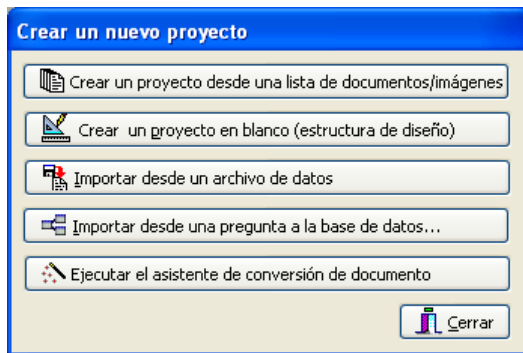 Crear un nuevo proyecto
Crear un proyecto desde una lista de documentos/imágenes
Crear un proyecto en blanco (estructura de diseño)
Importar desde un archivo de datos
Importar desde una pregunta a la base de datos...
Ejecutar el asistente de conversión de documento
Cerrar